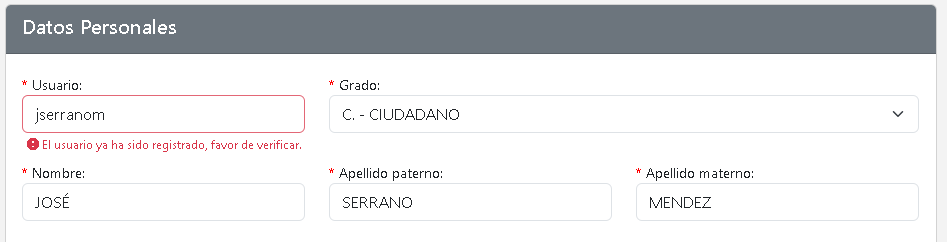 Datos Personales
* Usuario:
* Grado:
jserranom
C. - CIUDADANO
El usuario ya ha sido registrado, favor de verificar.
* Nombre:
* Apellido paterno:
* Apellido materno:
JOSÉ
SERRANO
MENDEZ